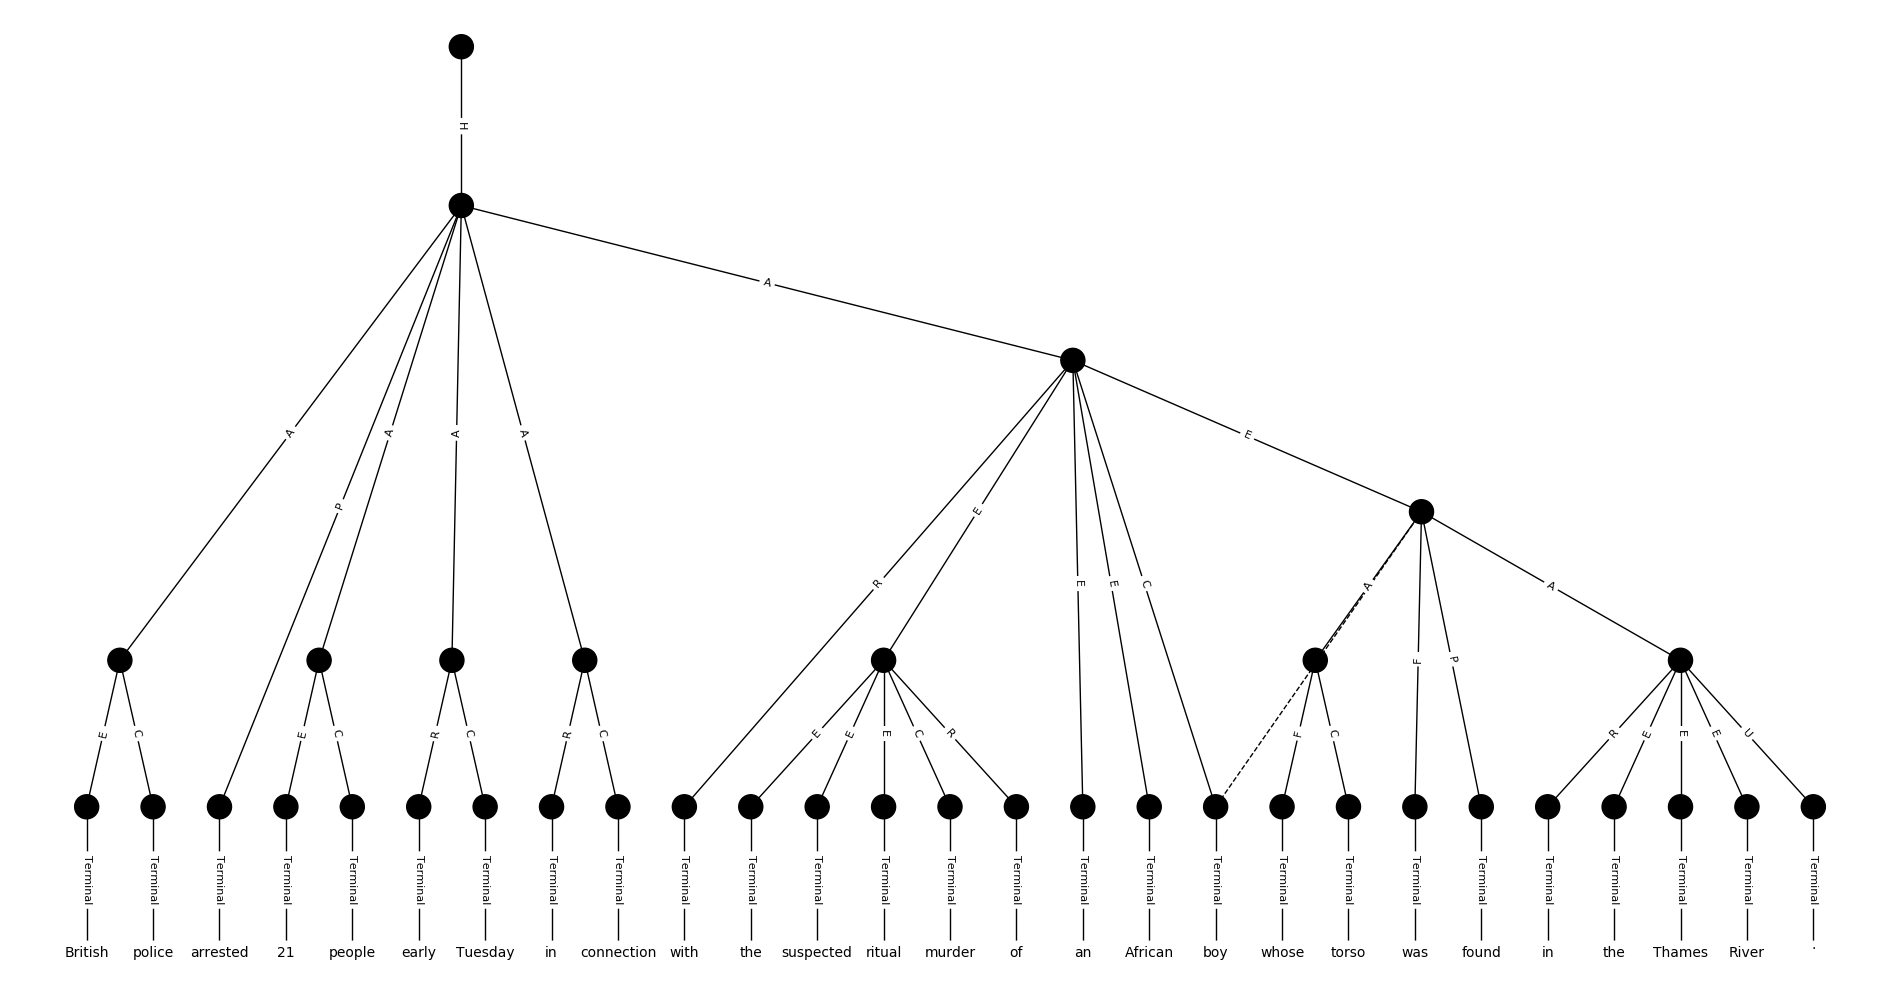 H
A
A
A
A
A
P
E
E
R
E
E
C
A
A
F
P
E
C
E
C
R
C
R
C
E
E
E
C
R
F
C
R
E
E
E
U
Terminal Terminal Terminal Terminal Terminal Terminal Terminal Terminal Terminal Terminal Terminal Terminal Terminal Terminal Terminal Terminal Terminal Terminal Terminal Terminal Terminal Terminal Terminal Terminal Terminal Terminal Terminal
British police arrested 21 people early Tuesday in connection with the suspected ritual murder of an African boy whose torso was found in the Thames River .